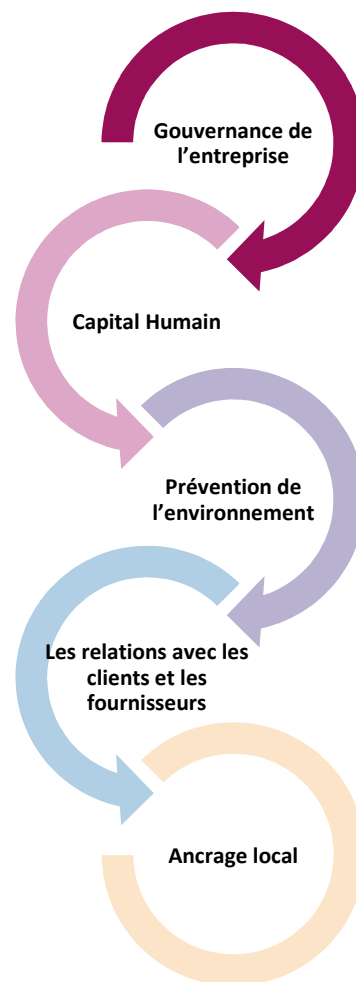 Gouvernance de
l’entreprise
Capital Humain
Prévention de
l’environnement
Les relations avec les
clients et les
fournisseurs
Ancrage local